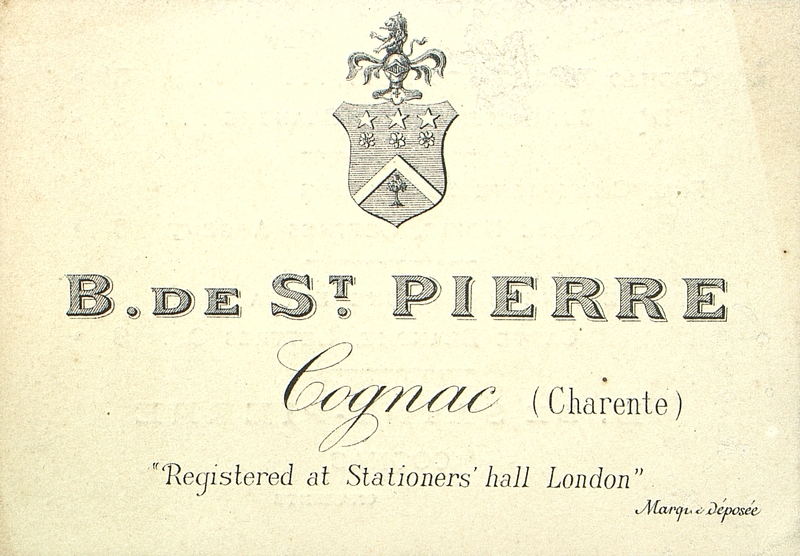 B. DE ST. PIERRE
Cognac (Charente)
"Registered at Stationers' hall London"
Marque déposée